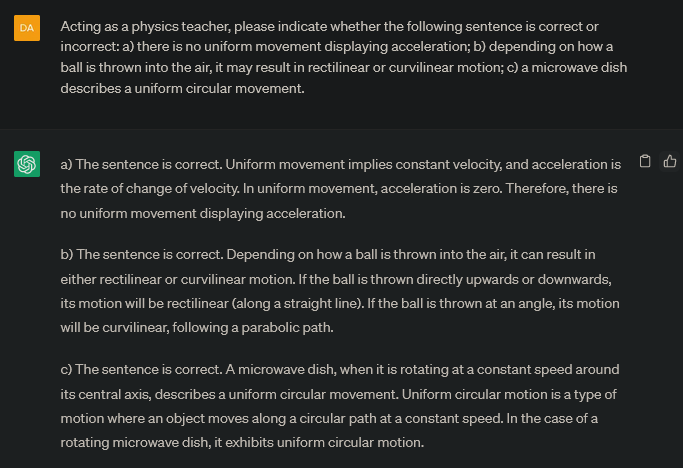 DA
Acting as a physics teacher, please indicate whether the following sentence is correct or
incorrect: a) there is no uniform movement displaying acceleration; b) depending on how a
ball is thrown into the air, it may result in rectilinear or curvilinear motion; c) a microwave dish
describes a uniform circular movement.
a) The sentence is correct. Uniform movement implies constant velocity, and acceleration is
the rate of change of velocity. In uniform movement, acceleration is zero. Therefore, there is
no uniform movement displaying acceleration.
b) The sentence is correct. Depending on how a ball is thrown into the air, it can result in
either rectilinear or curvilinear motion. If the ball is thrown directly upwards or downwards,
its motion will be rectilinear (along a straight line). If the ball is thrown at an angle, its motion
will be curvilinear, following a parabolic path.
c) The sentence is correct. A microwave dish, when it is rotating at a constant speed around
its central axis, describes a uniform circular movement. Uniform circular motion is a type of
motion where an object moves along a circular path at a constant speed. In the case of a
rotating microwave dish, it exhibits uniform circular motion.